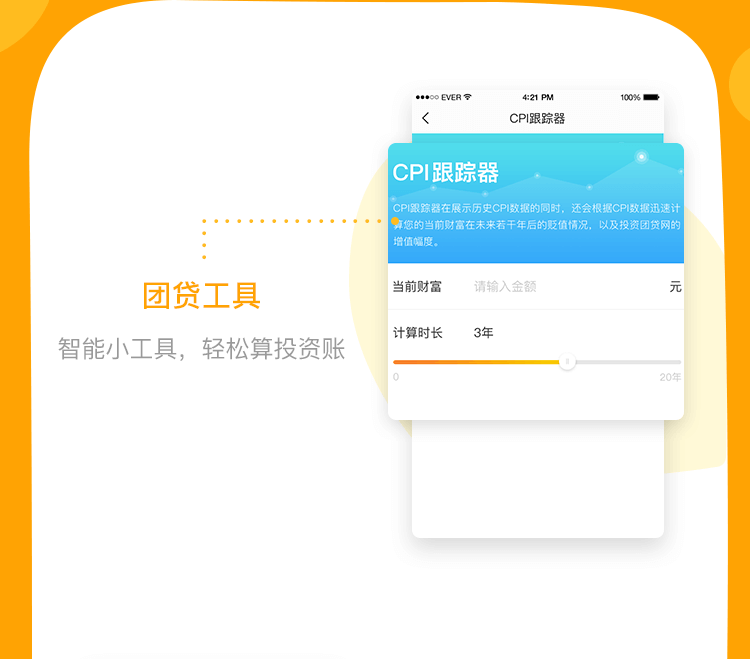 EVER 4:21 PM 100%
CPI跟踪器
CPI跟踪器
CPI跟踪器在展示历史CPI数据的同时，还会根据CPI数据迅速计
算您的当前财富在未来若干年后的贬值情况，以及投资团贷网的
增值幅度。
当前财富 请输入金额 元
计算时长 3年
0 20年
团贷工具
智能小工具，轻松算投资账